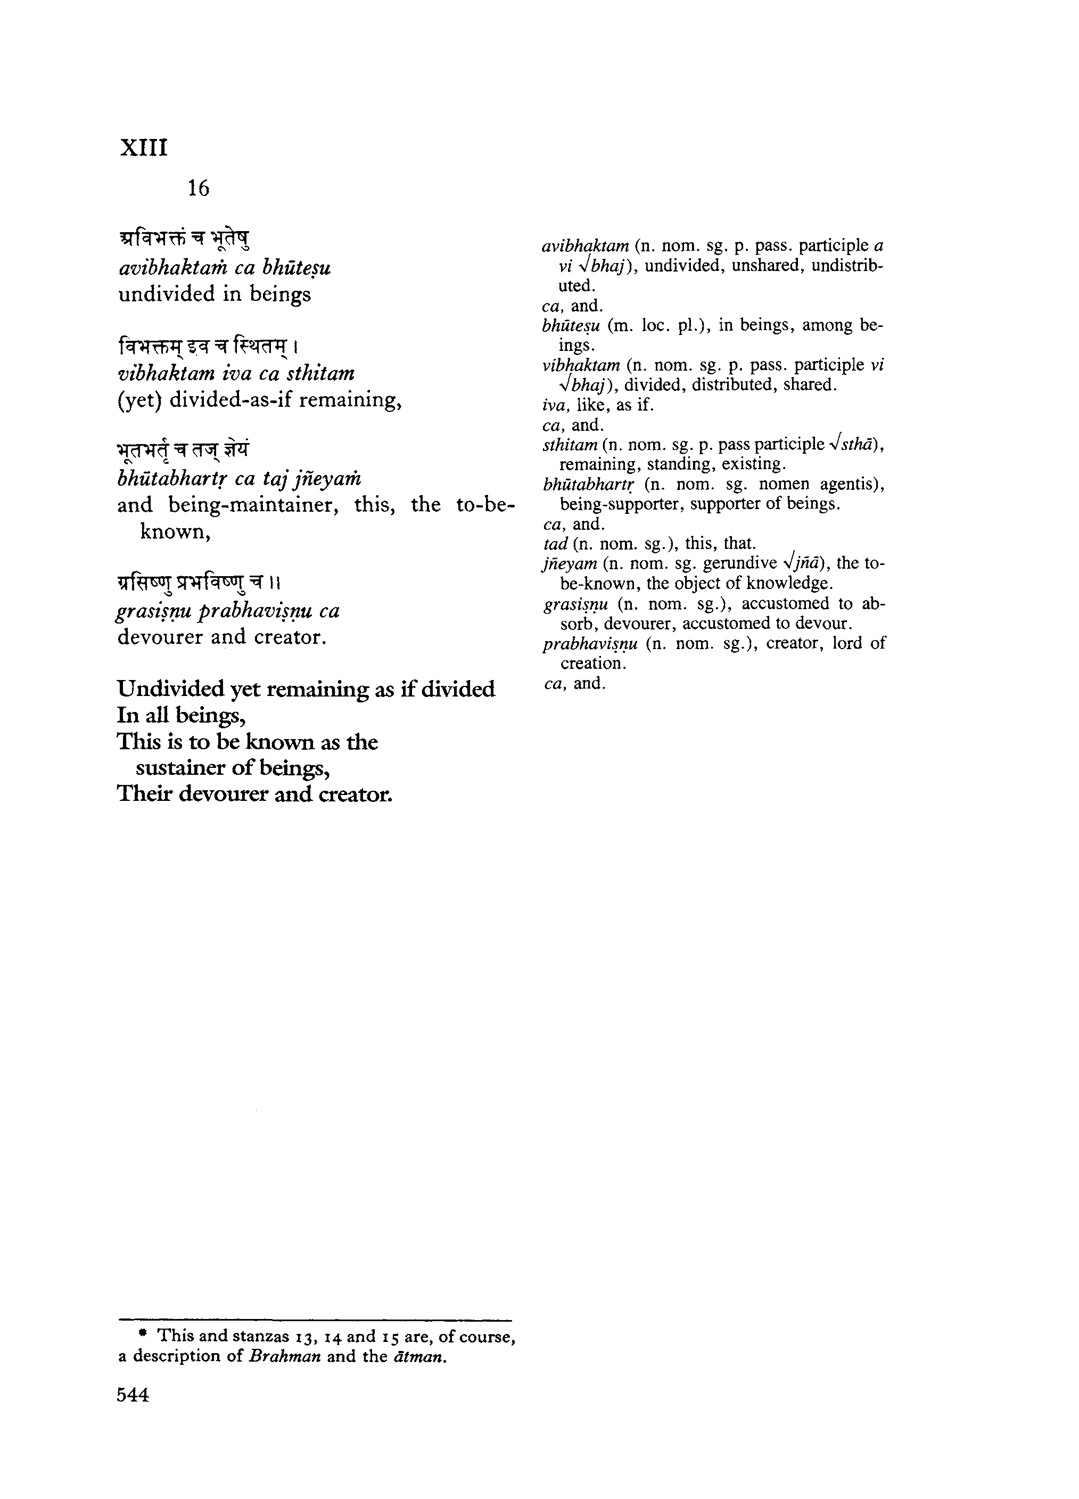 XIII
16
अविभक्तं च भूतेषु
avibhaktaṁ ca bhūteṣu
undivided in beings
विभक्तम् इव च स्थितम् ।
vibhaktam iva ca sthitam
(yet) divided-as-if remaining,
भूतभर्तृ च तज् ज्ञेयं
bhūtabhartṛ ca taj jñeyaṁ
and being-maintainer, this, the to-be-
known,
ग्रसिष्णु प्रभविष्णु च ॥
grasiṣṇu prabhaviṣṇu ca
devourer and creator.
Undivided yet remaining as if divided
In all beings,
This is to be known as the
sustainer of beings,
Their devourer and creator.
avibhaktam (n. nom. sg. p. pass. participle a
vi √bhaj), undivided, unshared, undistrib-
uted.
ca, and.
bhūteṣu (m. loc. pl.), in beings, among be-
ings.
vibhaktam (n. nom. sg. p. pass. participle vi
√bhaj), divided, distributed, shared.
iva, like, as if.
ca, and.
sthitam (n. nom. sg. p. pass participle √sthā),
remaining, standing, existing.
bhūtabhartṛ (n. nom. sg. nomen agentis),
being-supporter, supporter of beings.
ca, and.
tad (n. nom. sg.), this, that.
jñeyam (n. nom. sg. gerundive √jñā), the to-
be-known, the object of knowledge.
grasiṣṇu (n. nom. sg.), accustomed to ab-
sorb, devourer, accustomed to devour.
prabhaviṣṇu (n. nom. sg.), creator, lord of
creation.
ca, and.
* This and stanzas 13, 14 and 15 are, of course,
a description of Brahman and the ātman.
544